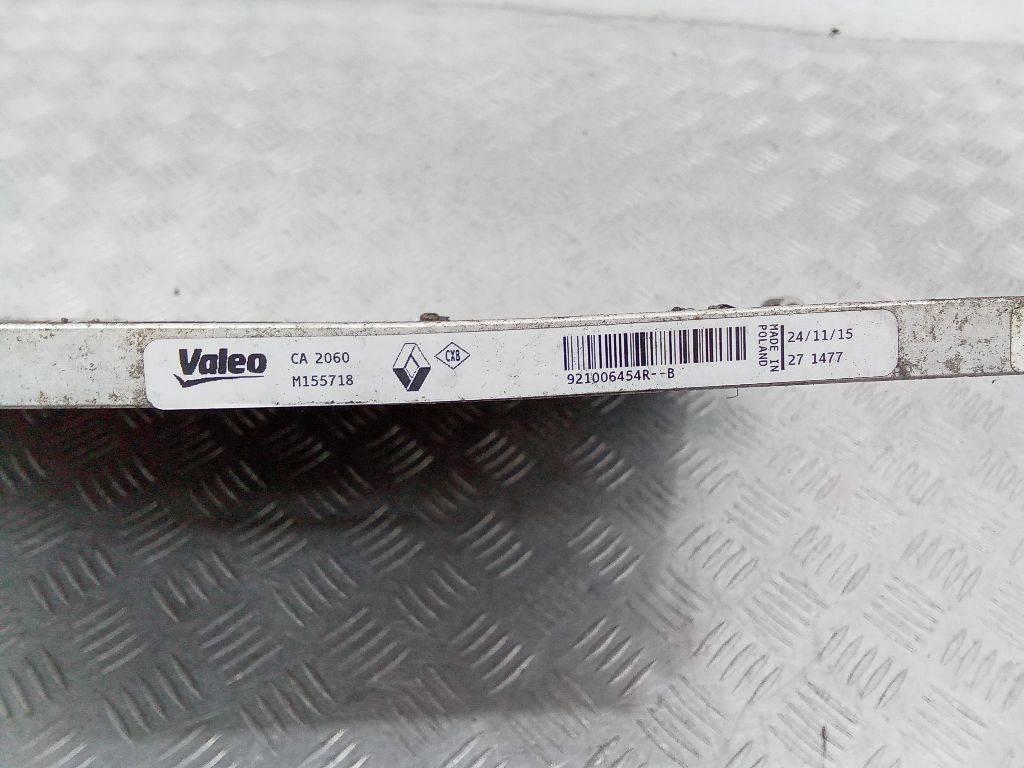 Valeo
CA 2060
M155718
CX8
921006454R--B
MADE IN
POLAND
24/11/15
27 1477